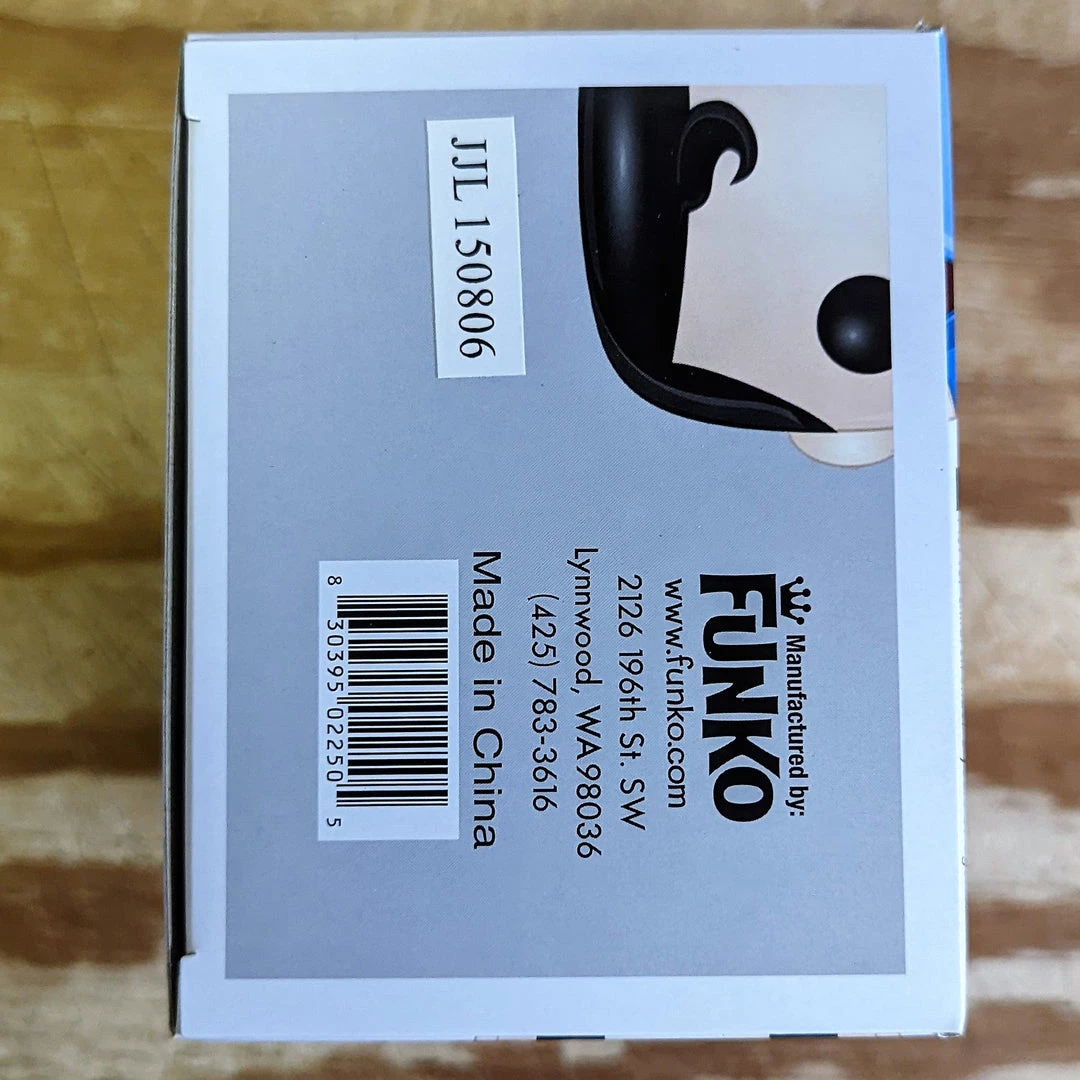 JJL 150806
Manufactured by:
FUNKO
www.funko.com
2126 196th St. SW
Lynnwood, WA 98036
(425) 783-3616
Made in China
8 30395 02250 5